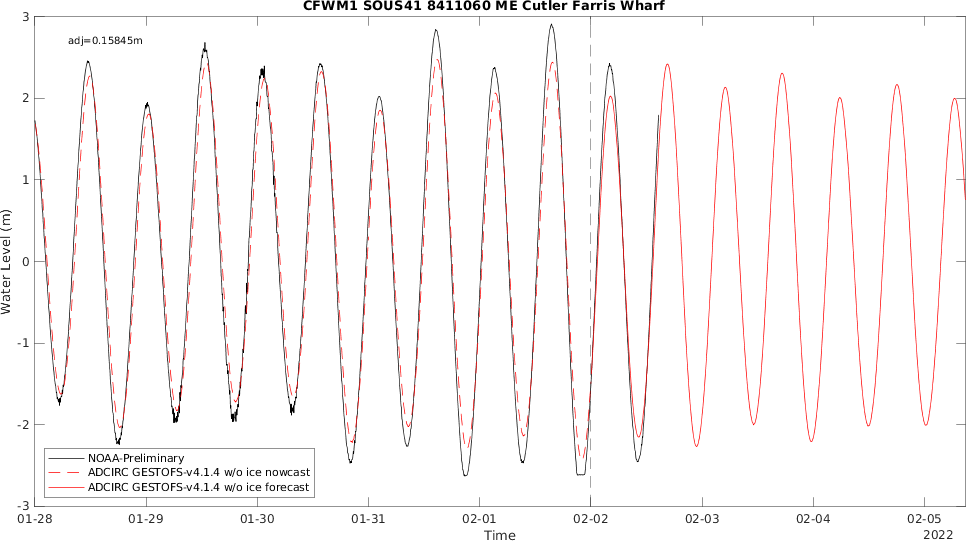 CFWM1 SOUS41 8411060 ME Cutler Farris Wharf
adj=0.15845m
3
2
1
0
-1
-2
-3
Water Level (m)
NOAA-Preliminary
ADCIRC GESTOFS-v4.1.4 w/o ice nowcast
ADCIRC GESTOFS-v4.1.4 w/o ice forecast
01-28 01-29 01-30 01-31 02-01 02-02 02-03 02-04 02-05
Time
2022